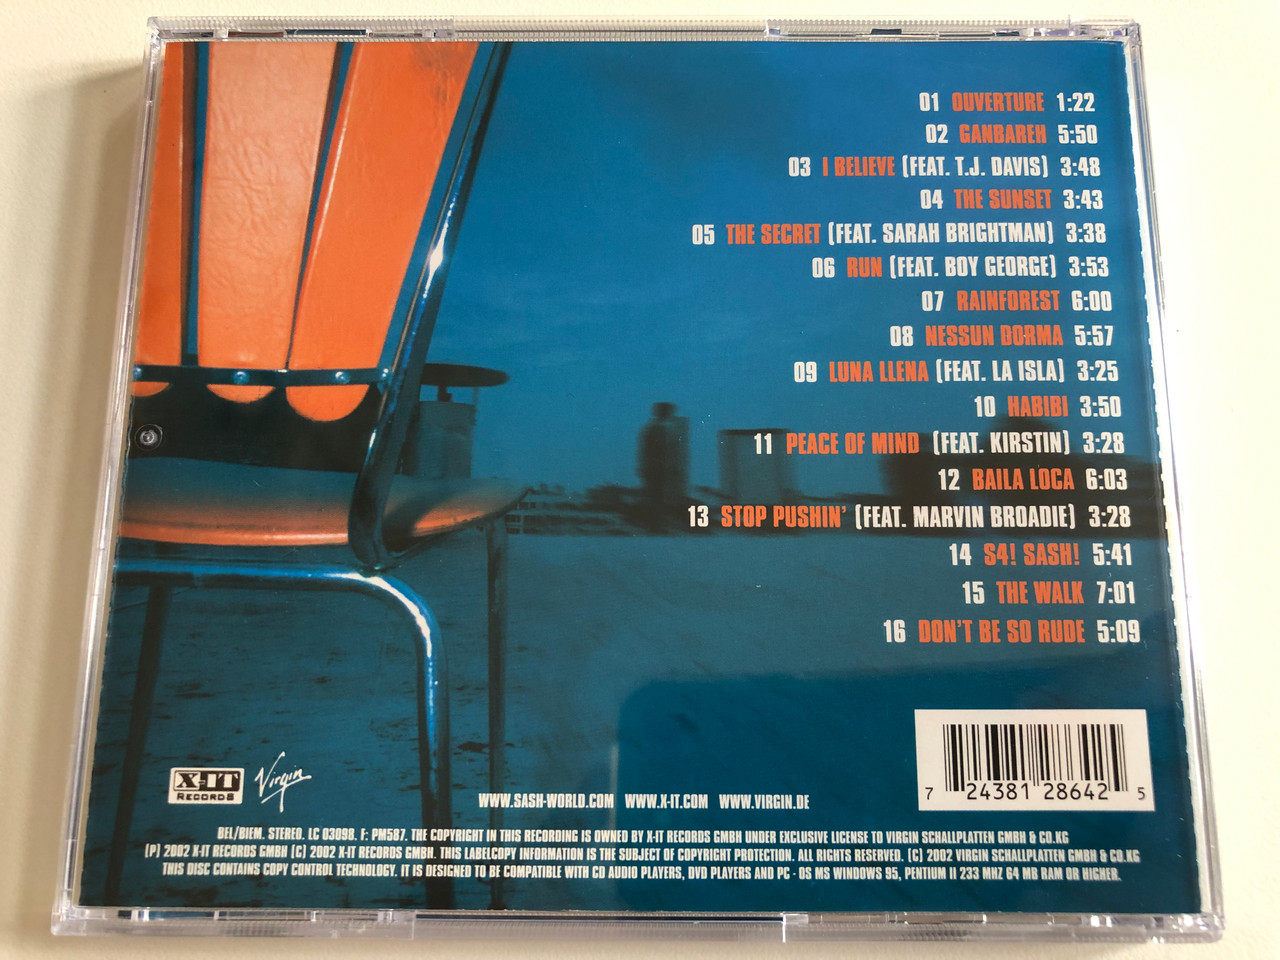 01 OUVERTURE 1:22
02 GANBAREH 5:50
03 I BELIEVE (FEAT. T.J. DAVIS) 3:48
04 THE SUNSET 3:43
05 THE SECRET (FEAT. SARAH BRIGHTMAN) 3:38
06 RUN (FEAT. BOY GEORGE) 3:53
07 RAINFOREST 6:00
08 NESSUN DORMA 5:57
09 LUNA LLENA (FEAT. LA ISLA) 3:25
10 HABIBI 3:50
11 PEACE OF MIND (FEAT. KIRSTIN) 3:28
12 BAILA LOCA 6:03
13 STOP PUSHIN' (FEAT. MARVIN BROADIE) 3:28
14 S4! SASH! 5:41
15 THE WALK 7:01
16 DON'T BE SO RUDE 5:09
X-IT
RECORDS
Virgin
WWW.SASH-WORLD.COM WWW.X-IT.COM WWW.VIRGIN.DE
7 24381 28642 5
BEL/BIEM. STEREO. LC 03098. F: PM587. THE COPYRIGHT IN THIS RECORDING IS OWNED BY X-IT RECORDS GMBH UNDER EXCLUSIVE LICENSE TO VIRGIN SCHALLPLATTEN GMBH & CO.KG
(P) 2002 X-IT RECORDS GMBH (C) 2002 X-IT RECORDS GMBH. THIS LABELCOPY INFORMATION IS THE SUBJECT OF COPYRIGHT PROTECTION. ALL RIGHTS RESERVED. (C) 2002 VIRGIN SCHALLPLATTEN GMBH & CO.KG
THIS DISC CONTAINS COPY CONTROL TECHNOLOGY. IT IS DESIGNED TO BE COMPATIBLE WITH CD AUDIO PLAYERS, DVD PLAYERS AND PC - OS MS WINDOWS 95, PENTIUM II 233 MHZ 64 MB RAM OR HIGHER.